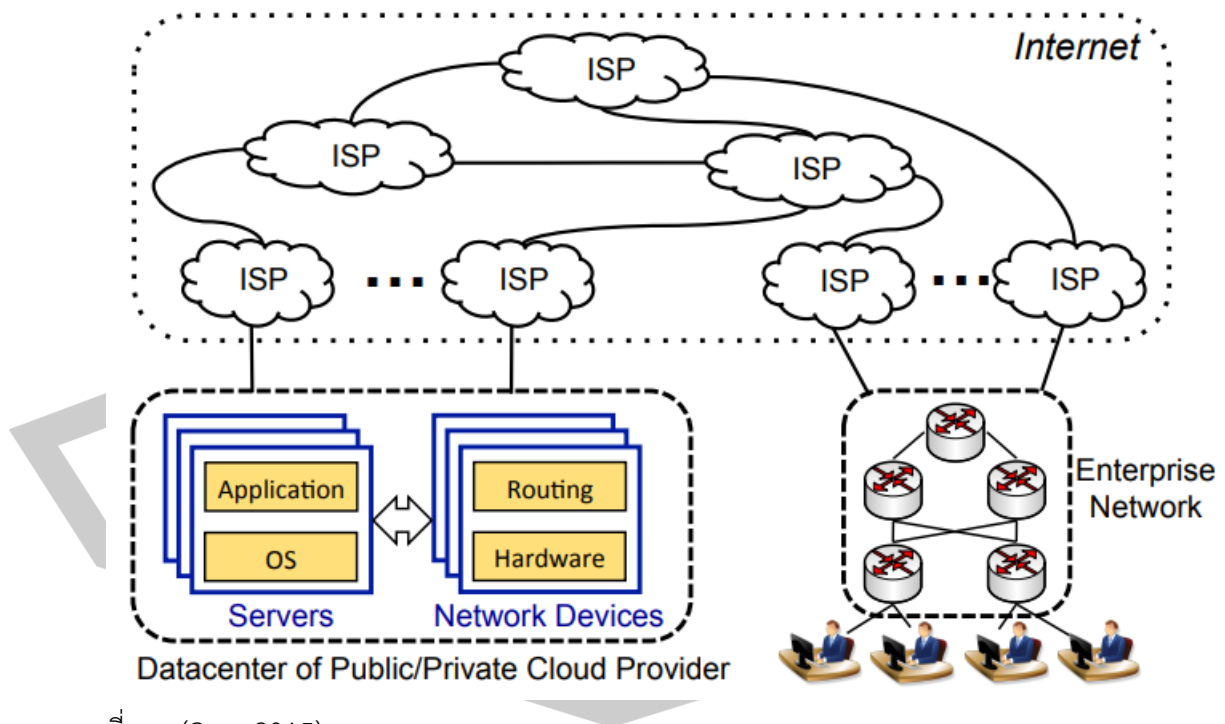 Internet
ISP
ISP
ISP
ISP
...
ISP
ISP
...
ISP
Application
OS
Servers
Routing
Hardware
Network Devices
Datacenter of Public/Private Cloud Provider
Enterprise
Network